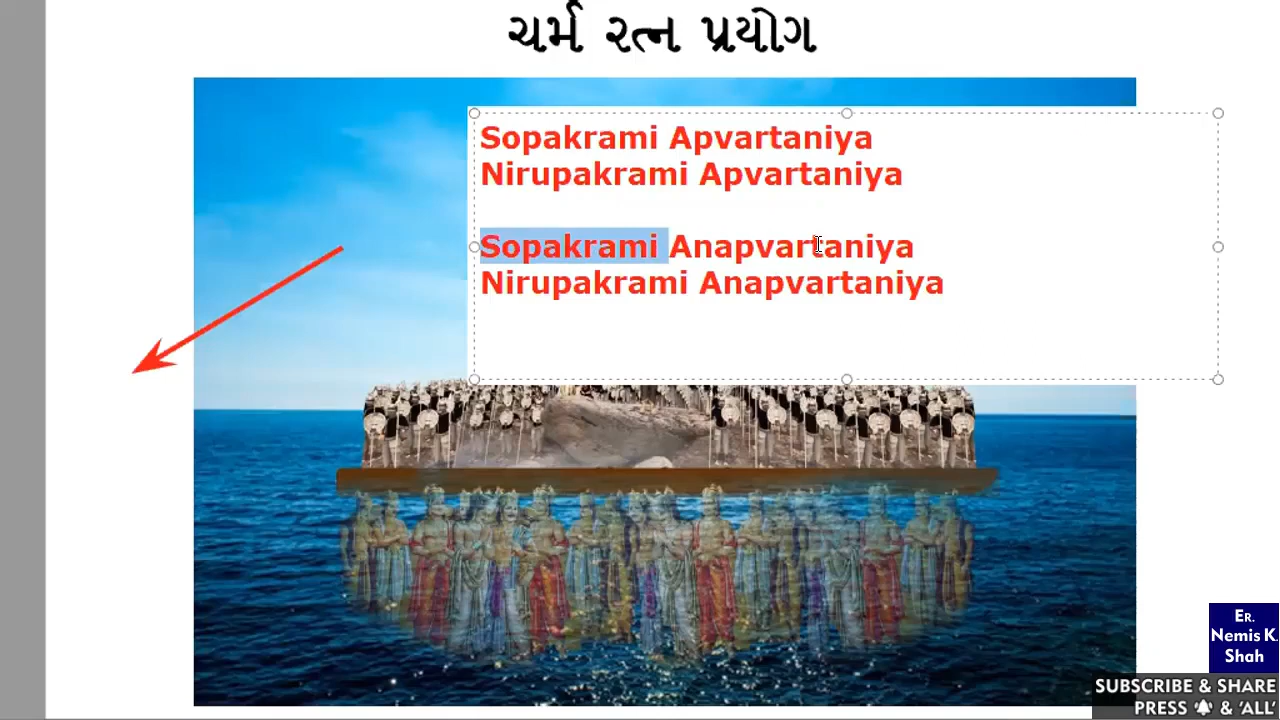 ચર્મ રત્ન પ્રયોગ
Sopakrami Apvartaniya
Nirupakrami Apvartaniya
Sopakrami Anapvartaniya
Nirupakrami Anapvartaniya
Er.
Nemis K.
Shah
SUBSCRIBE & SHARE
PRESS & ‘ALL’